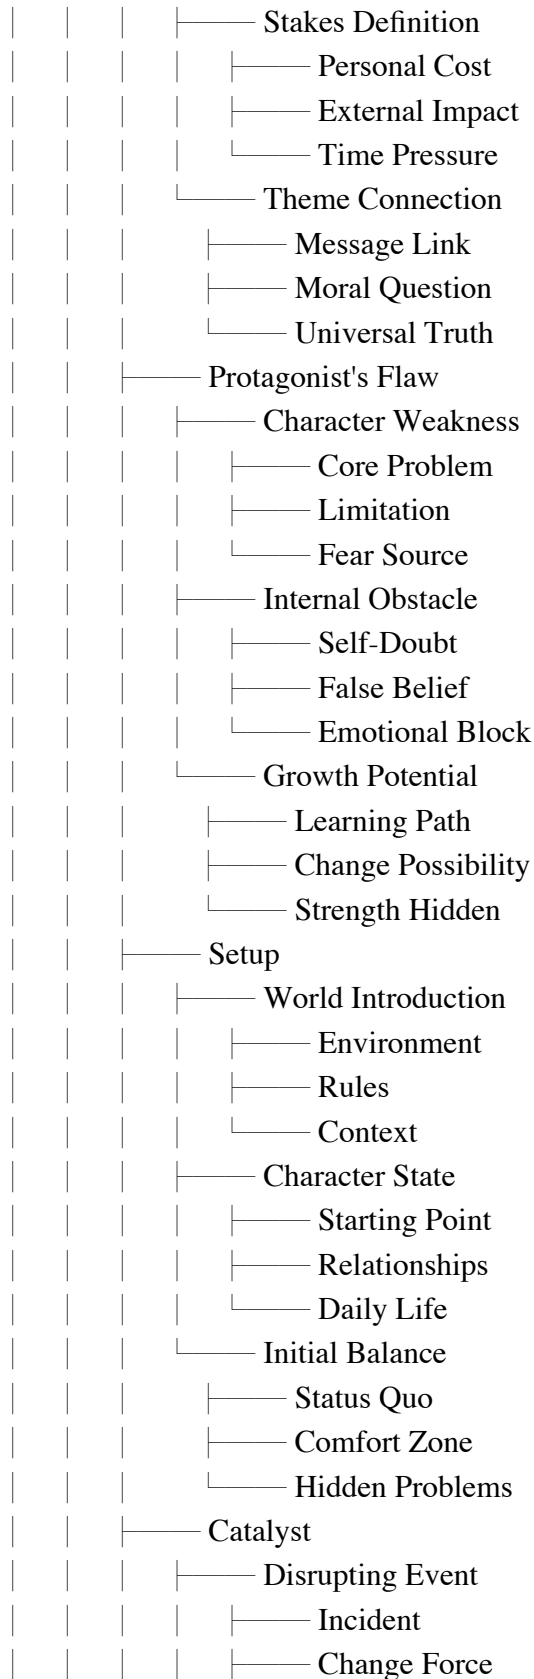 Stakes Definition
Personal Cost
External Impact
Time Pressure
Theme Connection
Message Link
Moral Question
Universal Truth
Protagonist's Flaw
Character Weakness
Core Problem
Limitation
Fear Source
Internal Obstacle
Self-Doubt
False Belief
Emotional Block
Growth Potential
Learning Path
Change Possibility
Strength Hidden
Setup
World Introduction
Environment
Rules
Context
Character State
Starting Point
Relationships
Daily Life
Initial Balance
Status Quo
Comfort Zone
Hidden Problems
Catalyst
Disrupting Event
Incident
Change Force